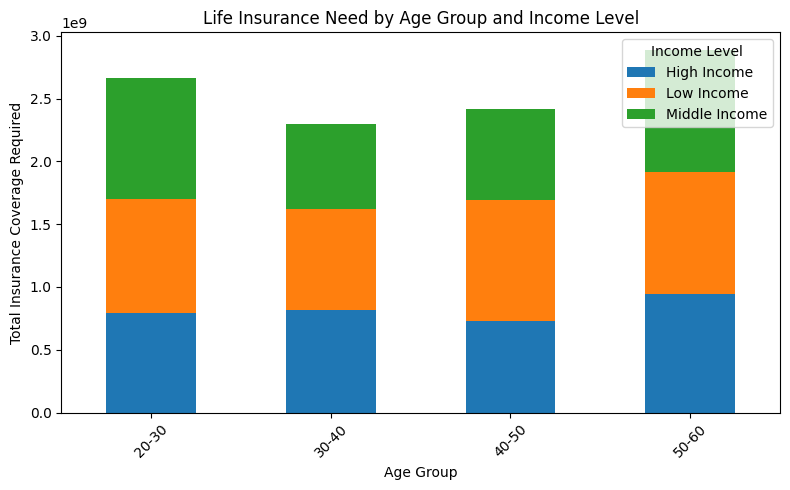 Life Insurance Need by Age Group and Income Level
1e9
3.0
2.5
2.0
1.5
1.0
0.5
0.0
Total Insurance Coverage Required
Income Level
High Income
Low Income
Middle Income
20-30
30-40
40-50
50-60
Age Group